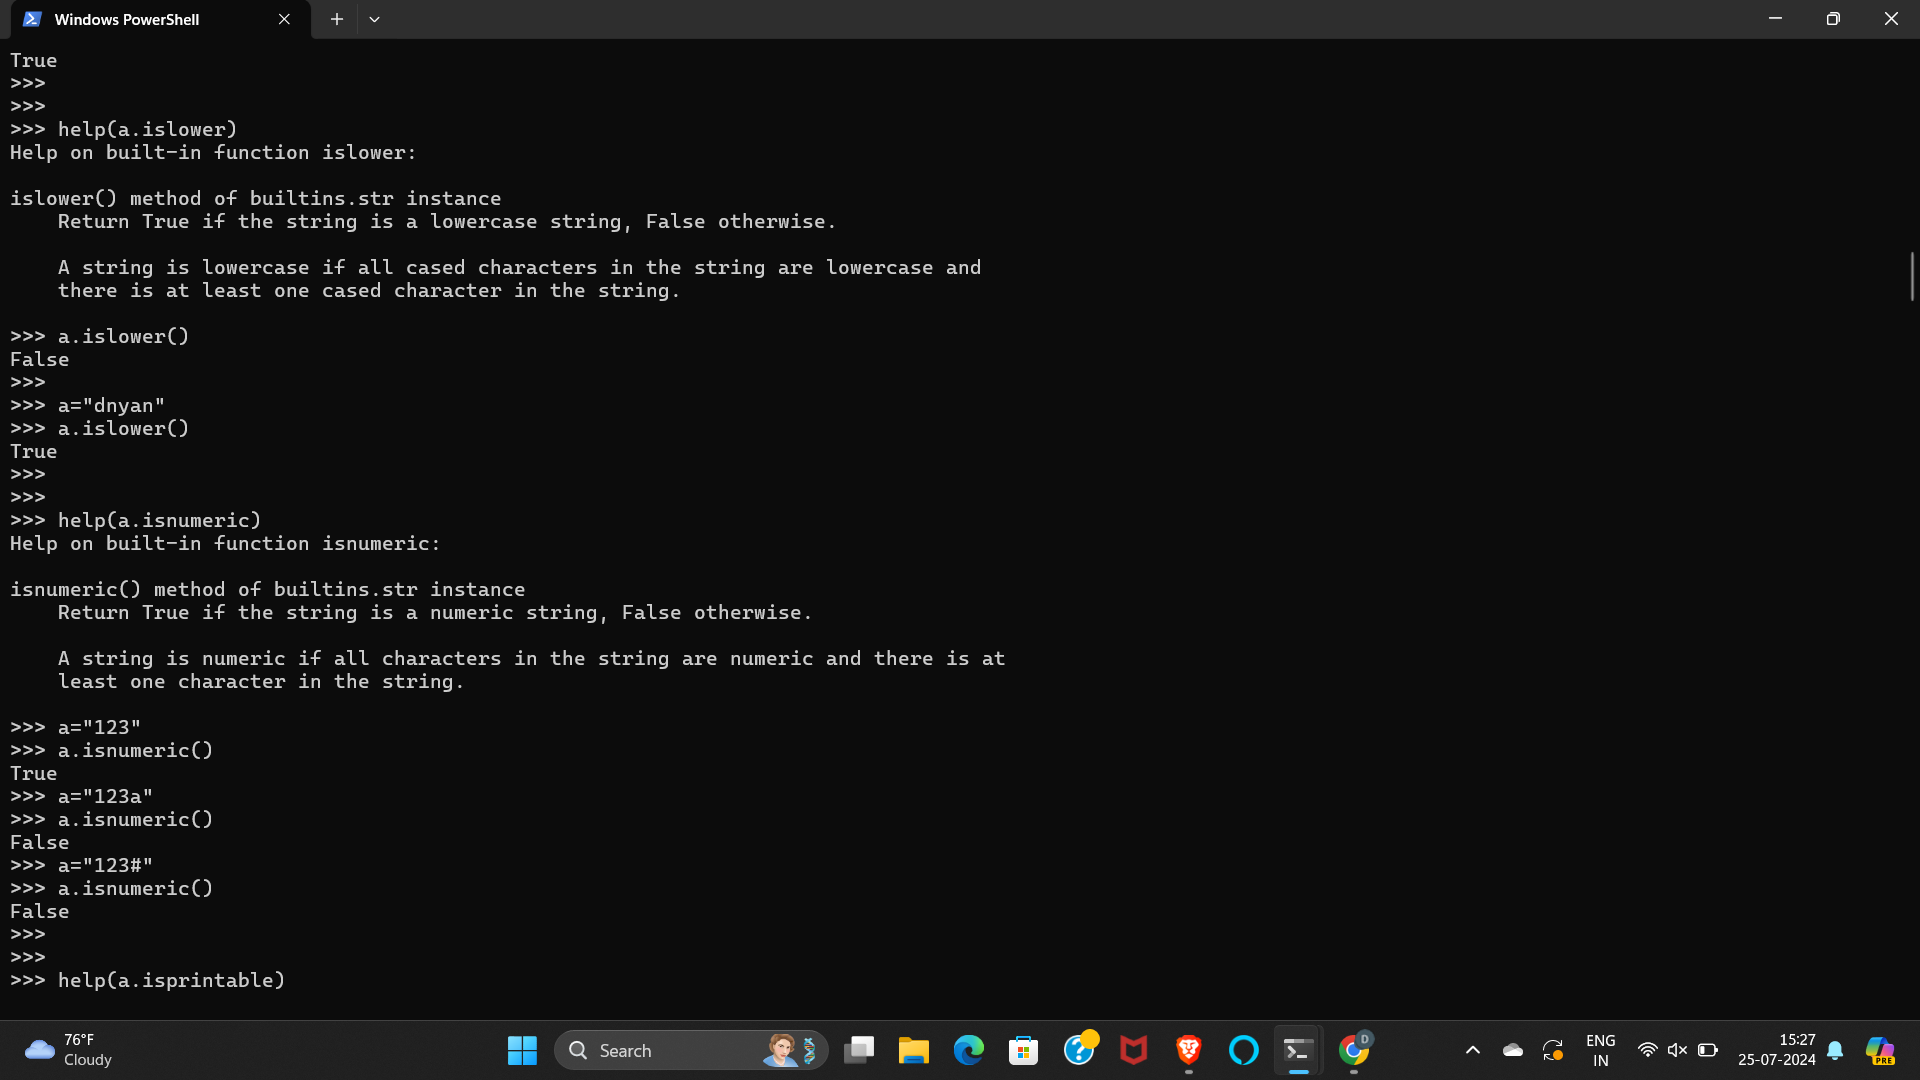 Windows PowerShell
True
>>>
>>>
>>> help(a.islower)
Help on built-in function islower:
islower() method of builtins.str instance
    Return True if the string is a lowercase string, False otherwise.
    A string is lowercase if all cased characters in the string are lowercase and
    there is at least one cased character in the string.
>>> a.islower()
False
>>>
>>> a="dnyan"
>>> a.islower()
True
>>>
>>>
>>> help(a.isnumeric)
Help on built-in function isnumeric:
isnumeric() method of builtins.str instance
    Return True if the string is a numeric string, False otherwise.
    A string is numeric if all characters in the string are numeric and there is at
    least one character in the string.
>>> a="123"
>>> a.isnumeric()
True
>>> a="123a"
>>> a.isnumeric()
False
>>> a="123#"
>>> a.isnumeric()
False
>>>
>>>
>>> help(a.isprintable)
76°F
Cloudy
Search
D
ENG
IN
15:27
25-07-2024
PRE